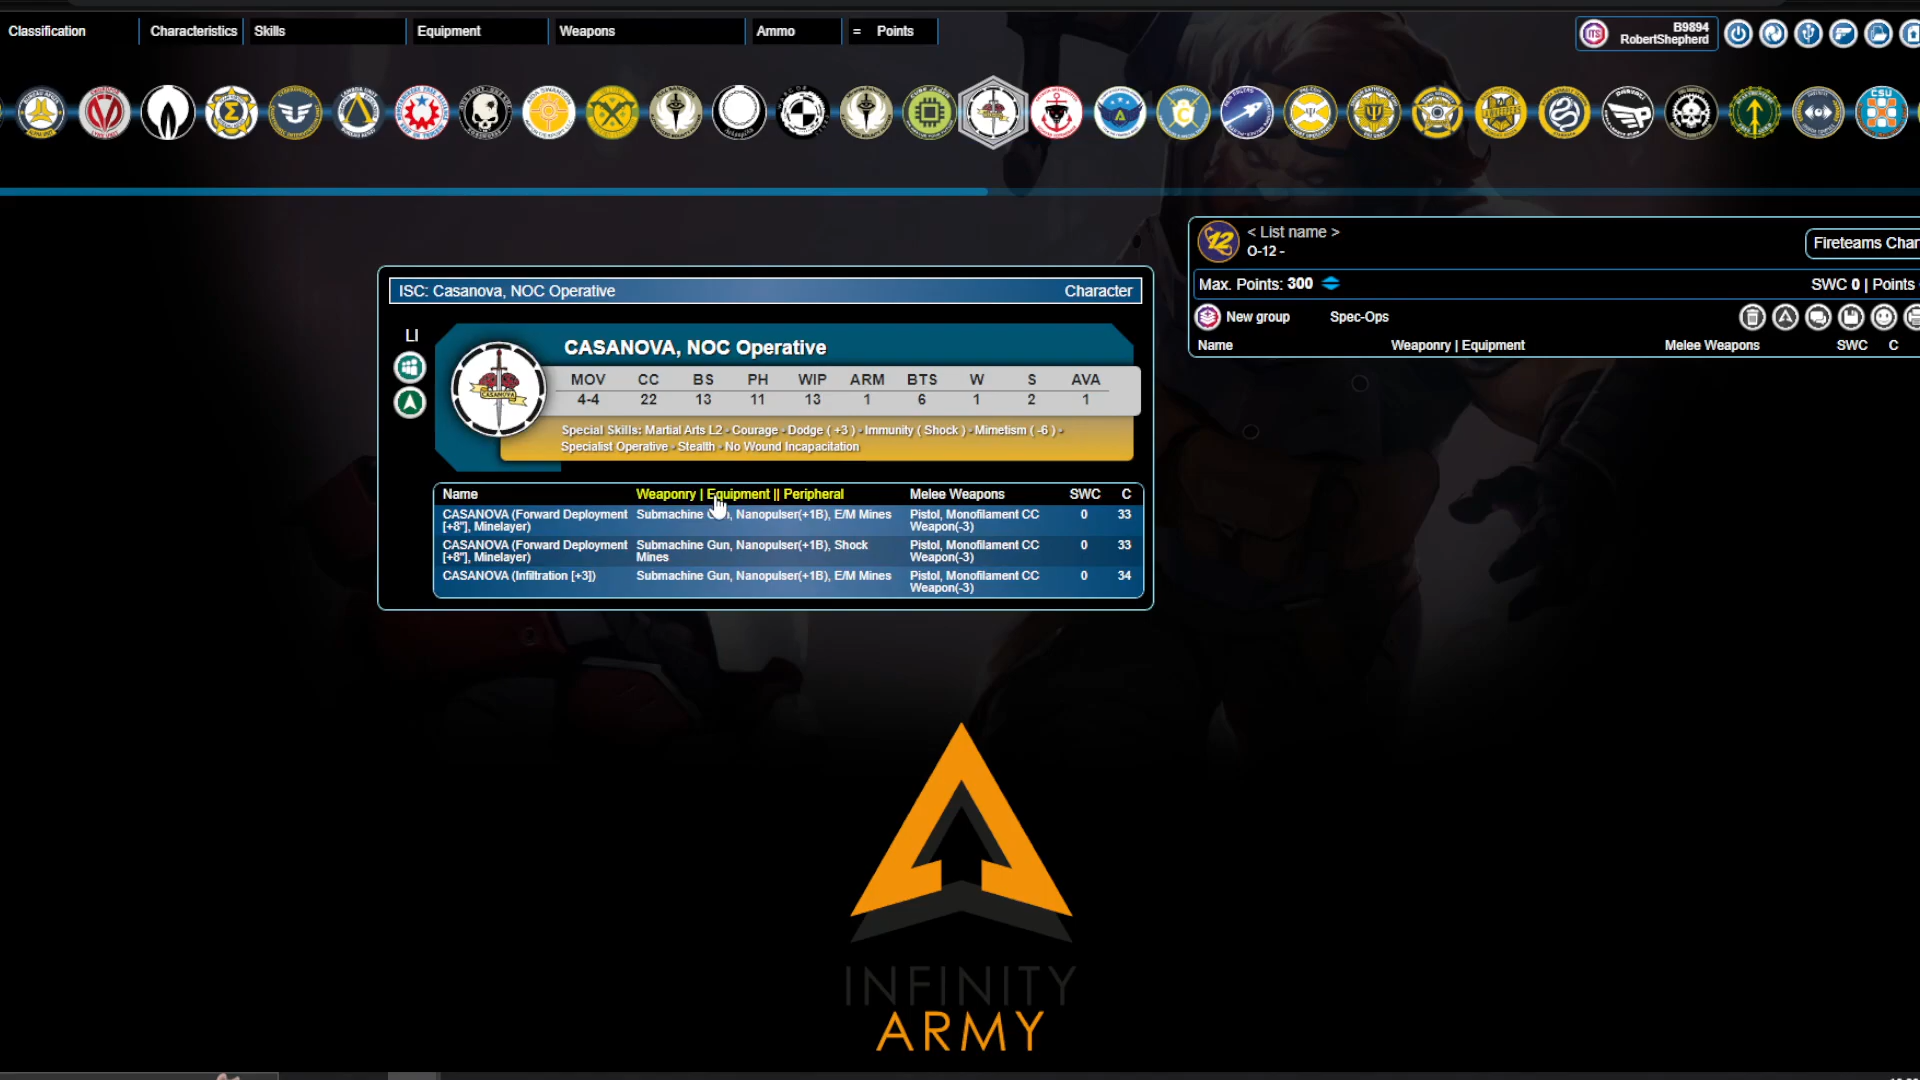 Classification Characteristics Skills Equipment Weapons Ammo = Points
ITS B9894
RobertShepherd
CSU
12 < List name >
O-12 -
Fireteams Char
Max. Points: 300 SWC 0 | Points
New group Spec-Ops
Name Weaponry | Equipment Melee Weapons SWC C
ISC: Casanova, NOC Operative Character
LI
CASANOVA, NOC Operative
CASANOVA
MOV CC BS PH WIP ARM BTS W S AVA
4-4 22 13 11 13 1 6 1 2 1
Special Skills: Martial Arts L2 - Courage - Dodge ( +3 ) - Immunity ( Shock ) - Mimetism ( -6 ) -
Specialist Operative - Stealth - No Wound Incapacitation
Name Weaponry | Equipment || Peripheral Melee Weapons SWC C
CASANOVA (Forward Deployment Submachine G n, Nanopulser(+1B), E/M Mines Pistol, Monofilament CC 0 33
[+8"], Minelayer) Weapon(-3)
CASANOVA (Forward Deployment Submachine Gun, Nanopulser(+1B), Shock Pistol, Monofilament CC 0 33
[+8"], Minelayer) Mines Weapon(-3)
CASANOVA (Infiltration [+3]) Submachine Gun, Nanopulser(+1B), E/M Mines Pistol, Monofilament CC 0 34
Weapon(-3)
INFINITY
ARMY